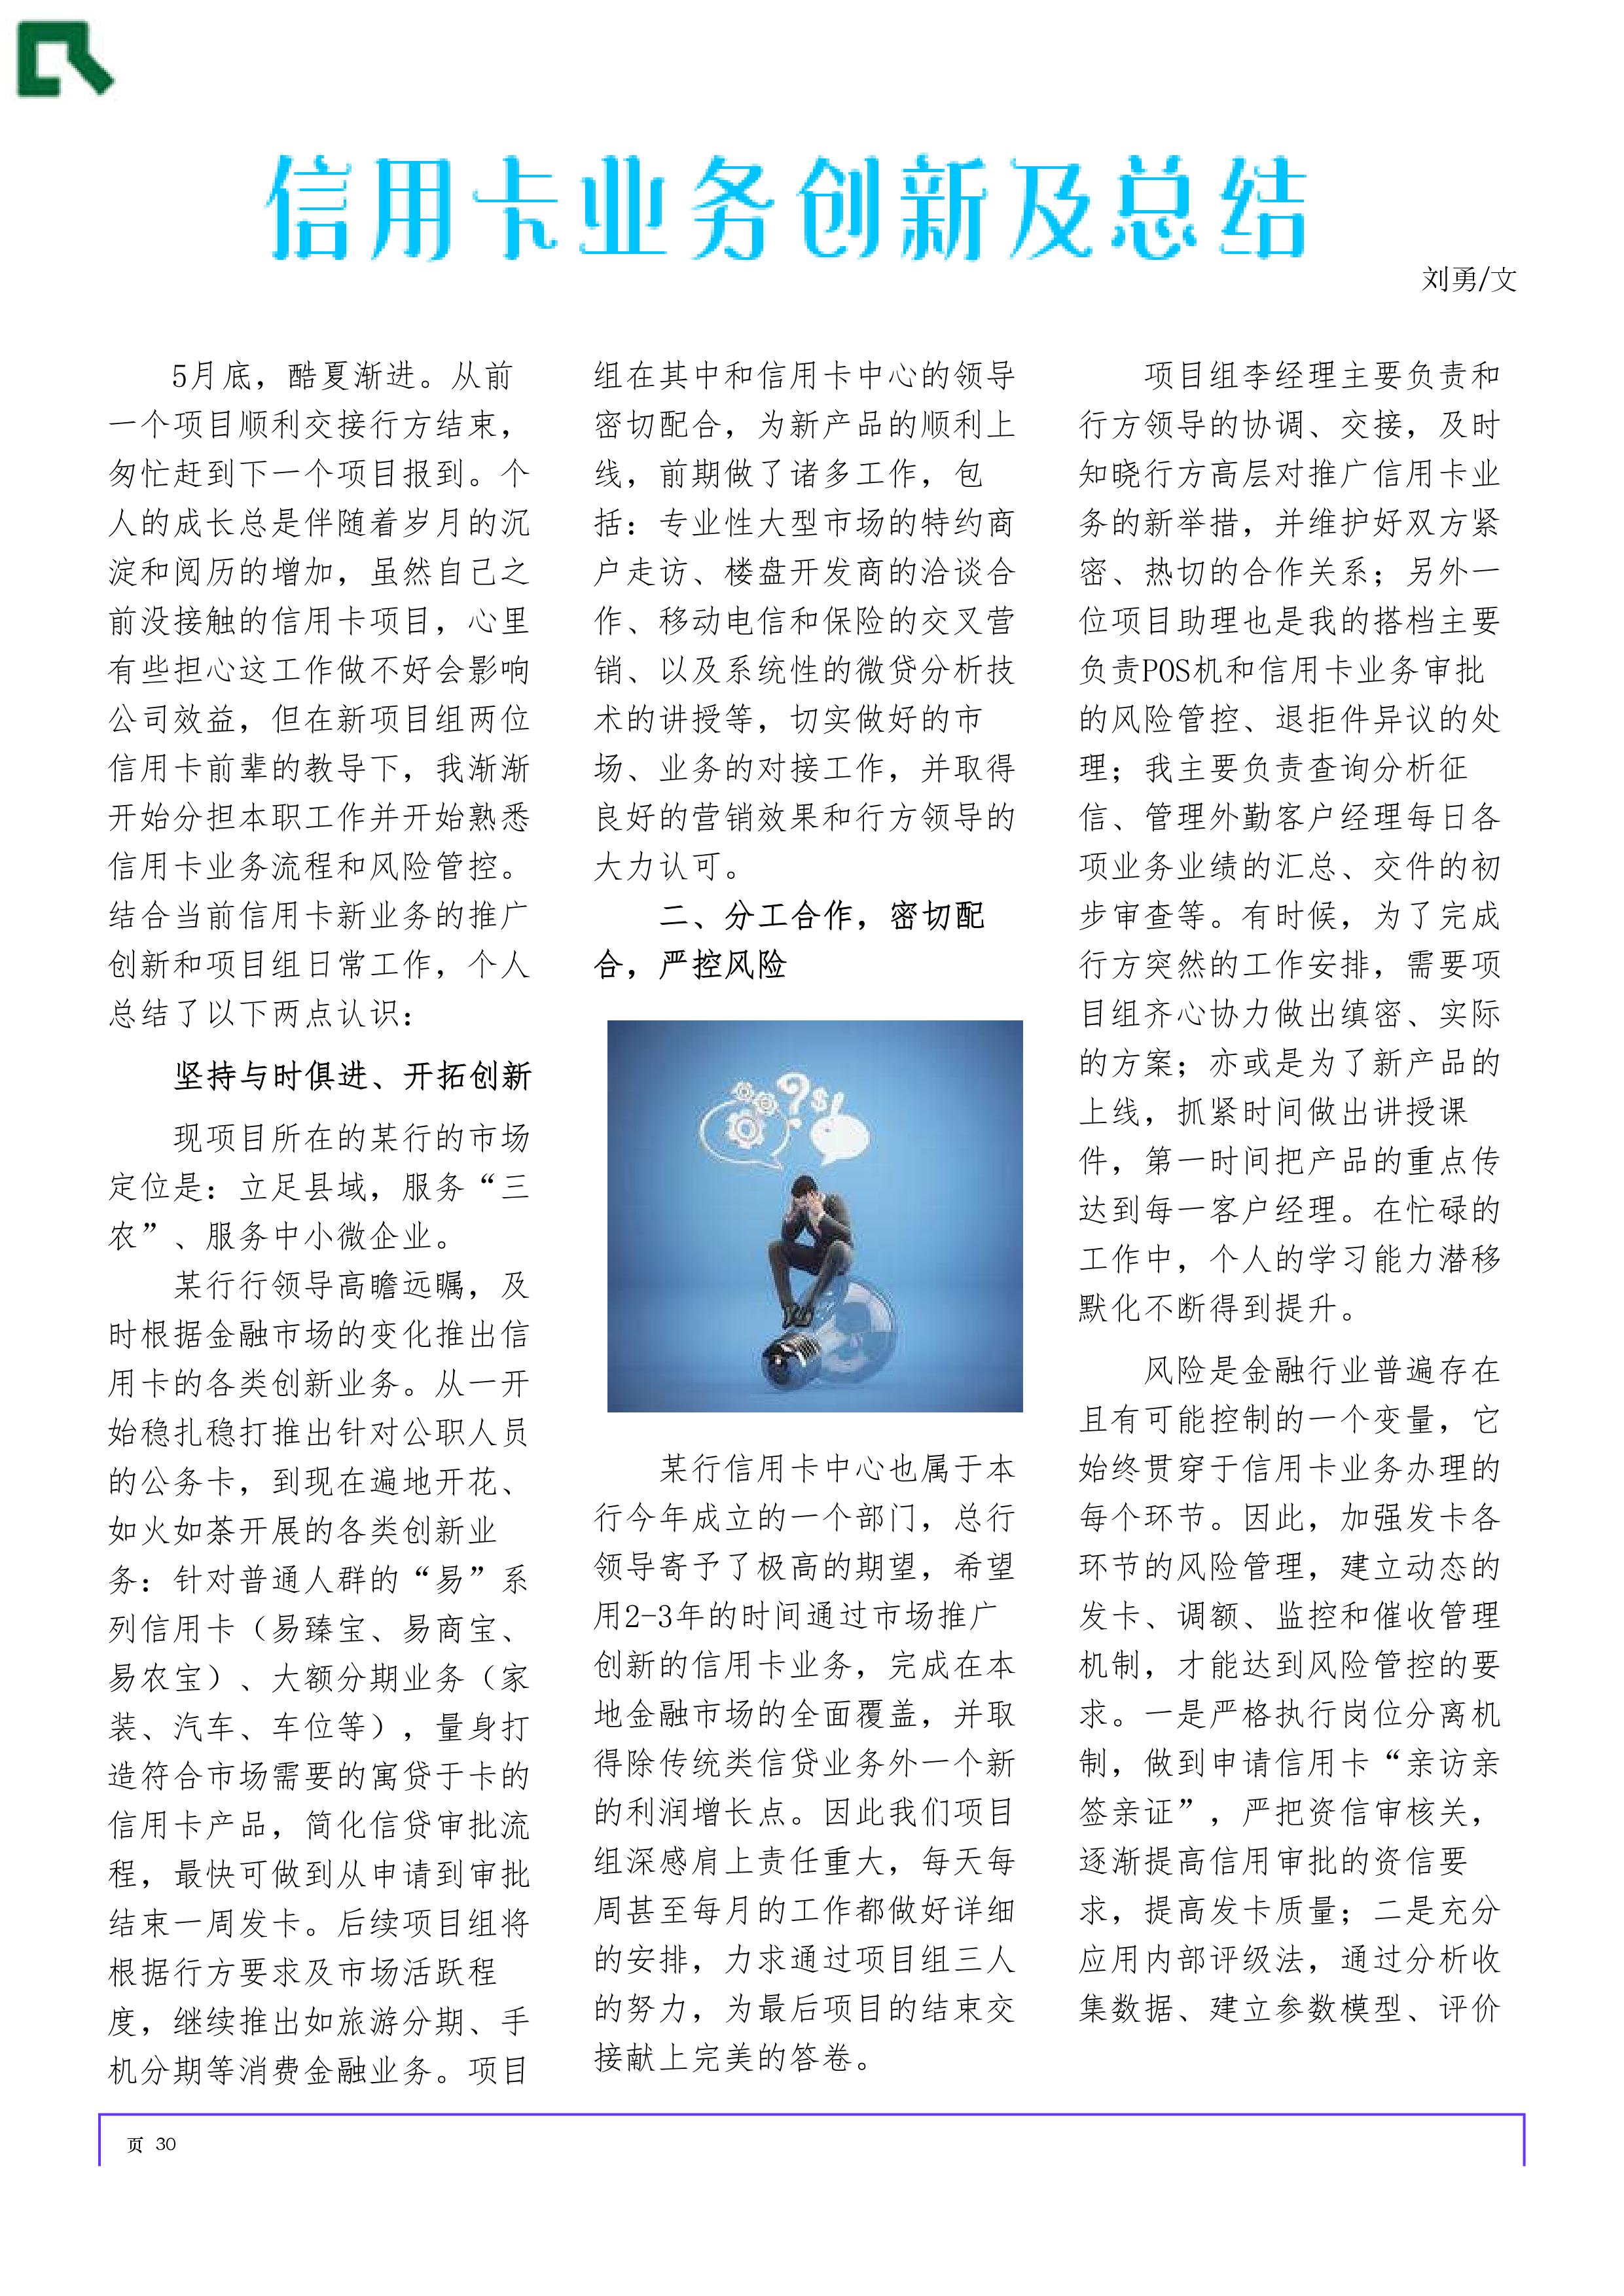 信用卡业务创新及总结
刘勇/文
5月底，酷夏渐进。从前
一个项目顺利交接行方结束，
匆忙赶到下一个项目报到。个
人的成长总是伴随着岁月的沉
淀和阅历的增加，虽然自己之
前没接触的信用卡项目，心里
有些担心这工作做不好会影响
公司效益，但在新项目组两位
信用卡前辈的教导下，我渐渐
开始分担本职工作并开始熟悉
信用卡业务流程和风险管控。
结合当前信用卡新业务的推广
创新和项目组日常工作，个人
总结了以下两点认识：
坚持与时俱进、开拓创新
现项目所在的某行的市场
定位是：立足县域，服务“三
农”、服务中小微企业。
某行行领导高瞻远瞩，及
时根据金融市场的变化推出信
用卡的各类创新业务。从一开
始稳扎稳打推出针对公职人员
的公务卡，到现在遍地开花、
如火如荼开展的各类创新业
务：针对普通人群的“易”系
列信用卡（易臻宝、易商宝、
易农宝）、大额分期业务（家
装、汽车、车位等），量身打
造符合市场需要的寓贷于卡的
信用卡产品，简化信贷审批流
程，最快可做到从申请到审批
结束一周发卡。后续项目组将
根据行方要求及市场活跃程
度，继续推出如旅游分期、手
机分期等消费金融业务。项目
组在其中和信用卡中心的领导
密切配合，为新产品的顺利上
线，前期做了诸多工作，包
括：专业性大型市场的特约商
户走访、楼盘开发商的洽谈合
作、移动电信和保险的交叉营
销、以及系统性的微贷分析技
术的讲授等，切实做好的市
场、业务的对接工作，并取得
良好的营销效果和行方领导的
大力认可。
二、分工合作，密切配
合，严控风险
某行信用卡中心也属于本
行今年成立的一个部门，总行
领导寄予了极高的期望，希望
用2-3年的时间通过市场推广
创新的信用卡业务，完成在本
地金融市场的全面覆盖，并取
得除传统类信贷业务外一个新
的利润增长点。因此我们项目
组深感肩上责任重大，每天每
周甚至每月的工作都做好详细
的安排，力求通过项目组三人
的努力，为最后项目的结束交
接献上完美的答卷。
项目组李经理主要负责和
行方领导的协调、交接，及时
知晓行方高层对推广信用卡业
务的新举措，并维护好双方紧
密、热切的合作关系；另外一
位项目助理也是我的搭档主要
负责POS机和信用卡业务审批
的风险管控、退拒件异议的处
理；我主要负责查询分析征
信、管理外勤客户经理每日各
项业务业绩的汇总、交件的初
步审查等。有时候，为了完成
行方突然的工作安排，需要项
目组齐心协力做出缜密、实际
的方案；亦或是为了新产品的
上线，抓紧时间做出讲授课
件，第一时间把产品的重点传
达到每一客户经理。在忙碌的
工作中，个人的学习能力潜移
默化不断得到提升。
风险是金融行业普遍存在
且有可能控制的一个变量，它
始终贯穿于信用卡业务办理的
每个环节。因此，加强发卡各
环节的风险管理，建立动态的
发卡、调额、监控和催收管理
机制，才能达到风险管控的要
求。一是严格执行岗位分离机
制，做到申请信用卡“亲访亲
签亲证”，严把资信审核关，
逐渐提高信用审批的资信要
求，提高发卡质量；二是充分
应用内部评级法，通过分析收
集数据、建立参数模型、评价
页 30